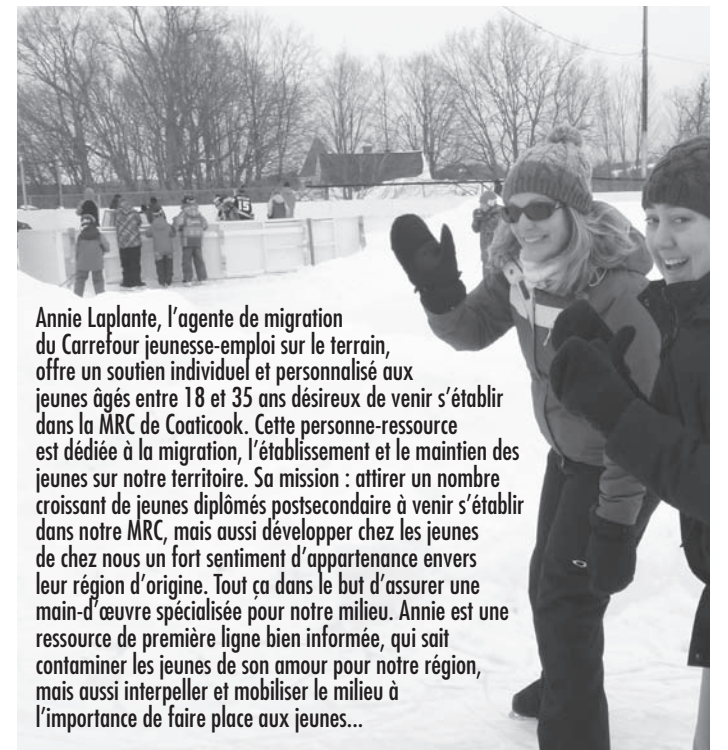 15
Annie Laplante, l'agente de migration
du Carrefour jeunesse-emploi sur le terrain,
offre un soutien individuel et personnalisé aux
jeunes âgés entre 18 et 35 ans désireux de venir s'établir
dans la MRC de Coaticook. Cette personne-ressource
est dédiée à la migration, l'établissement et le maintien des
jeunes sur notre territoire. Sa mission : attirer un nombre
croissant de jeunes diplômés postsecondaire à venir s'établir
dans notre MRC, mais aussi développer chez les jeunes
de chez nous un fort sentiment d'appartenance envers
leur région d'origine. Tout ça dans le but d'assurer une
main-d'œuvre spécialisée pour notre milieu. Annie est une
ressource de première ligne bien informée, qui sait
contaminer les jeunes de son amour pour notre région,
mais aussi interpeller et mobiliser le milieu à
l'importance de faire place aux jeunes...